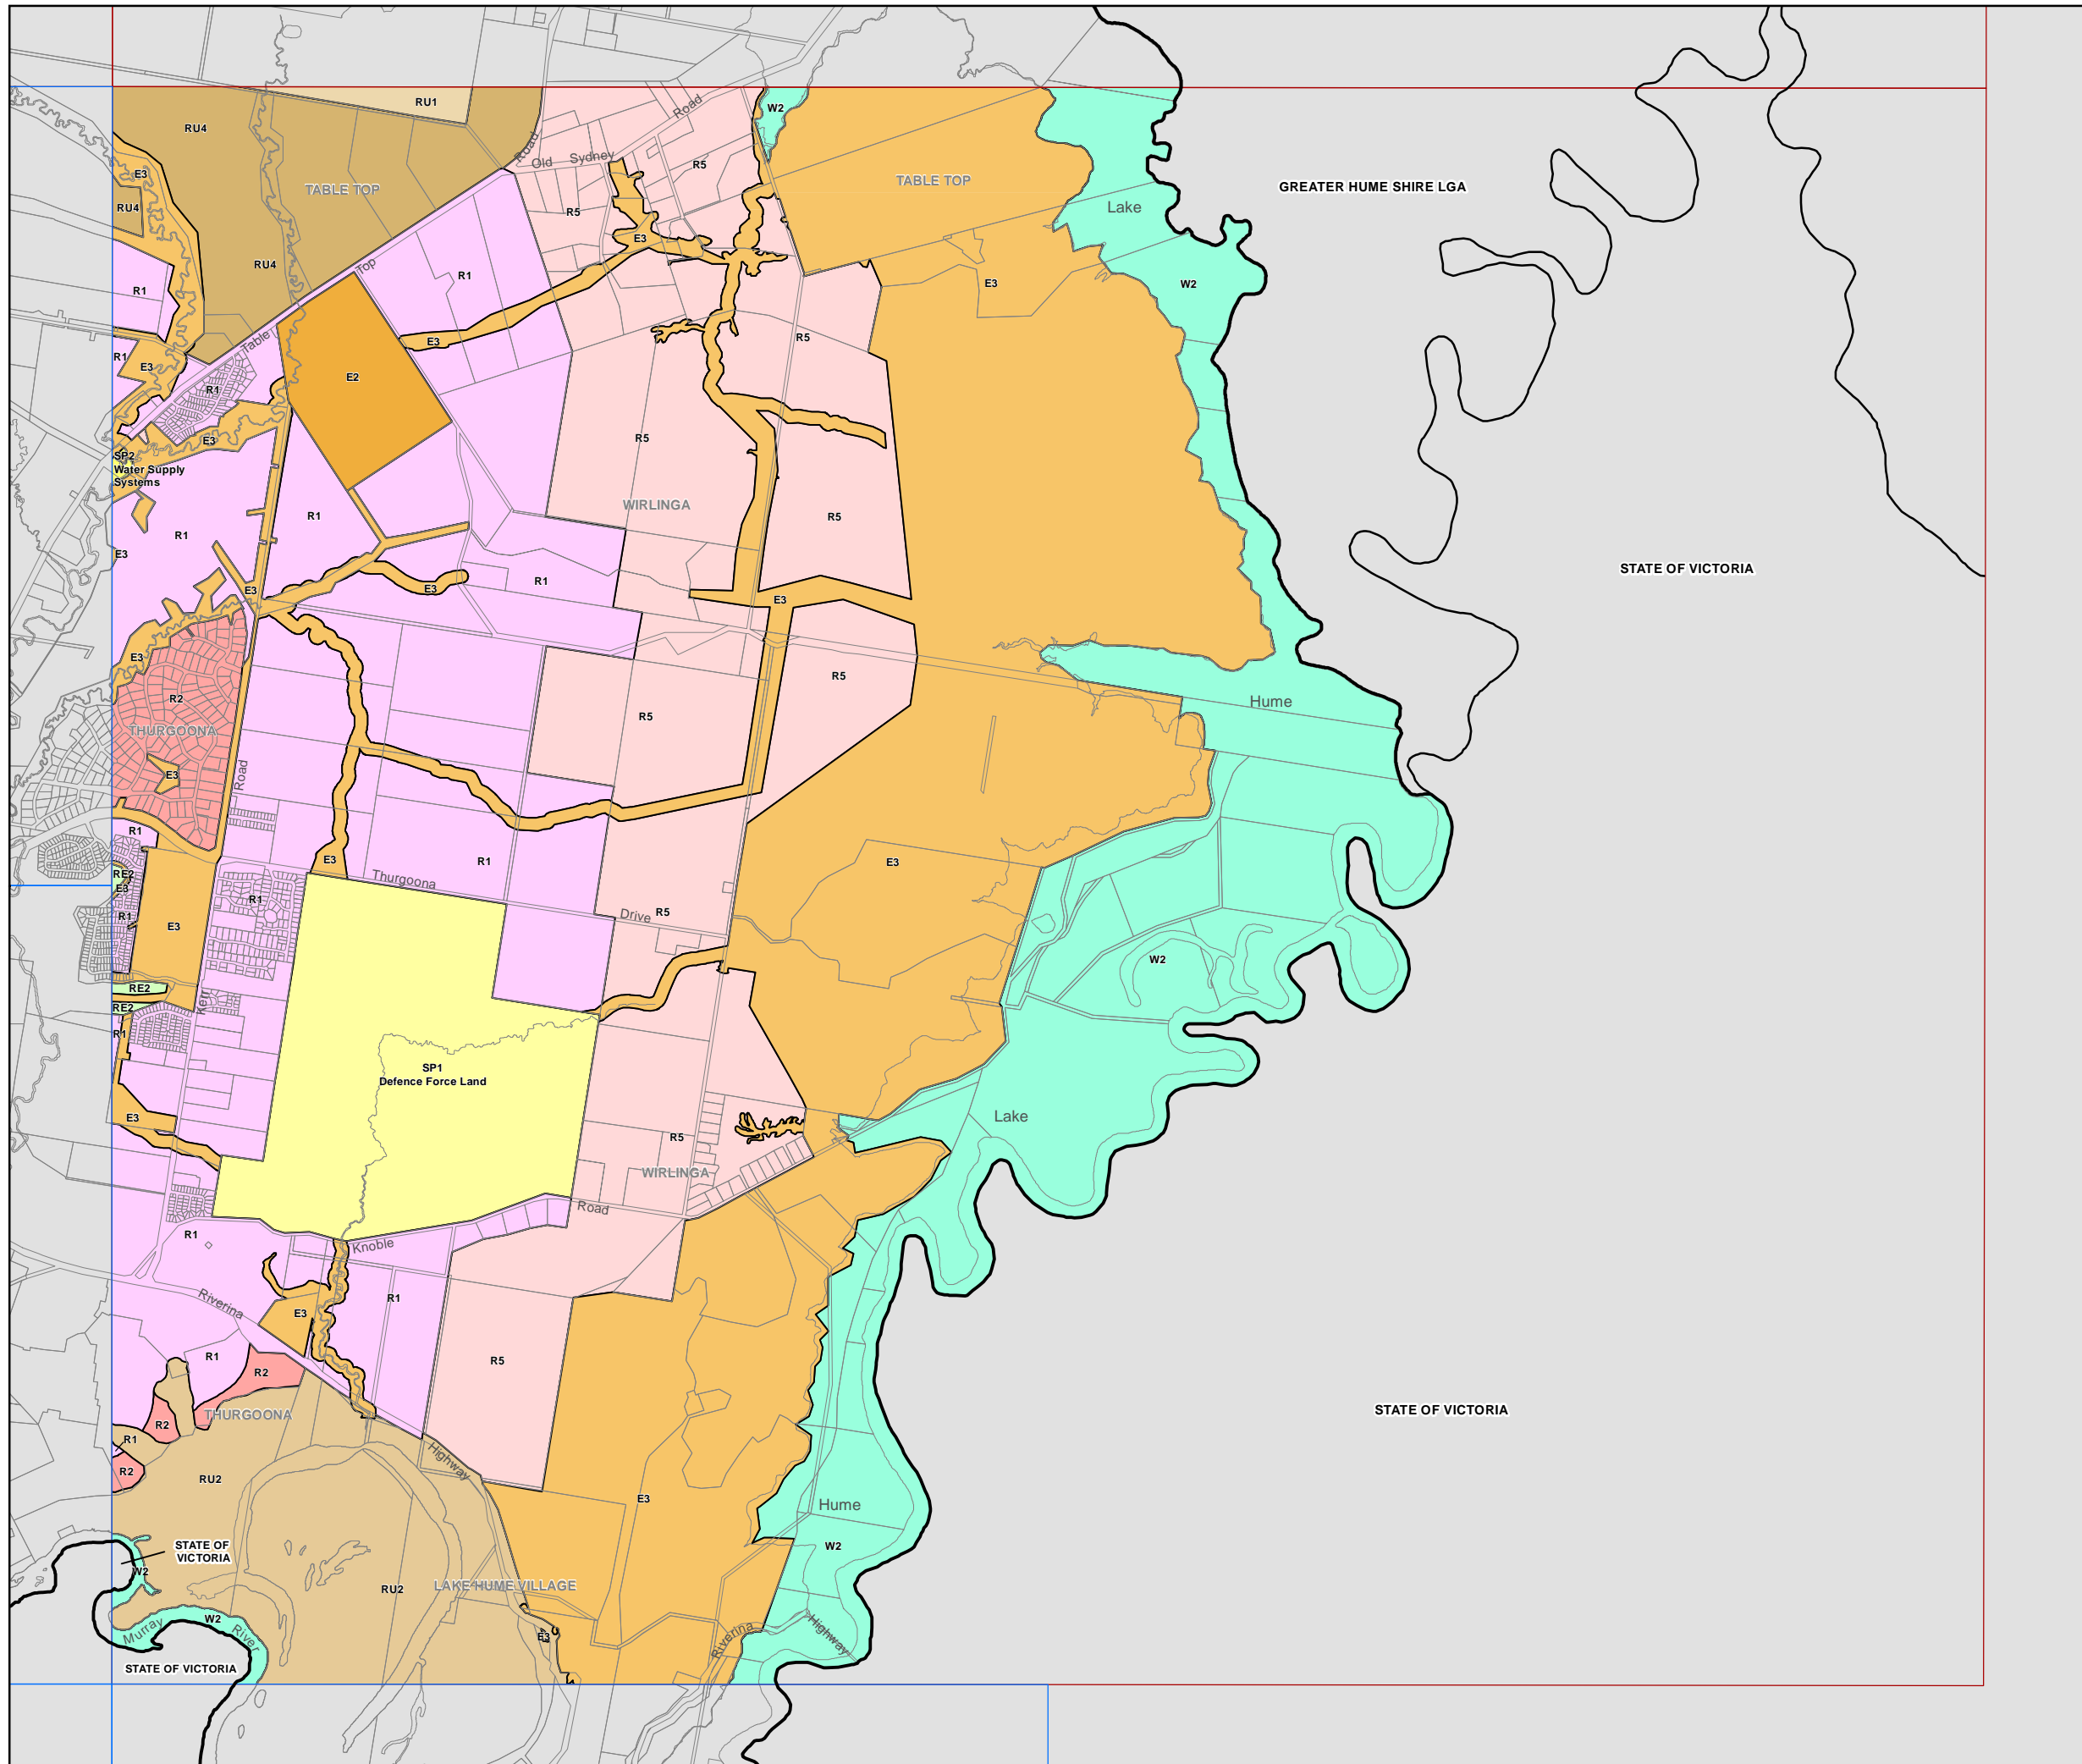 RU1
W2
Road
RU4
Road
Old Sydney
R5
E3
TABLE TOP
TABLE TOP
GREATER HUME SHIRE LGA
RU4
R5
Lake
E3
RU4
Top
R1
E3
W2
R1
R5
Table
E3
R1
E3
E2
R1
E3
R5
SP2
Water Supply
Systems
WIRLINGA
R1
R5
R1
E3
STATE OF VICTORIA
R1
E3
E3
E3
E3
R5
R2
Hume
R5
THURGOONA
E3
Road
R1
E3
R1
E3
RE2
E3
Thurgoona
R1
R1
Drive
R5
E3
W2
RE2
Kerr
RE2
R1
SP1
Defence Force Land
E3
Lake
R5
WIRLINGA
Road
R1
Knoble
R1
Riverina
E3
R1
R5
R2
STATE OF VICTORIA
THURGOONA
R2
R1
Highway
R2
RU2
E3
Hume
STATE OF
VICTORIA
W2
W2
RU2
LAKE HUME VILLAGE
W2
Murray River
Riverina
Highway
E3
STATE OF VICTORIA